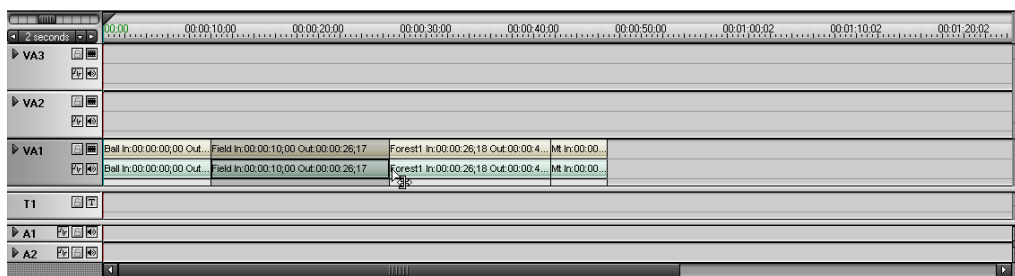 2 seconds 00;00 00:00:10;00 00:00:20;00 00:00:30;00 00:00:40;00 00:00:50;00 00:01:00;02 00:01:10;02 00:01:20;02
VA3
VA2
VA1 Ball In:00:00:00;00 Out... Field In:00:00:10;00 Out:00:00:26;17 Forest1 In:00:00:26;18 Out:00:00:4... Mt In:00:00...
Ball In:00:00:00;00 Out... Field In:00:00:10;00 Out:00:00:26;17 Forest1 In:00:00:26;18 Out:00:00:4... Mt In:00:00...
T1 T
A1
A2